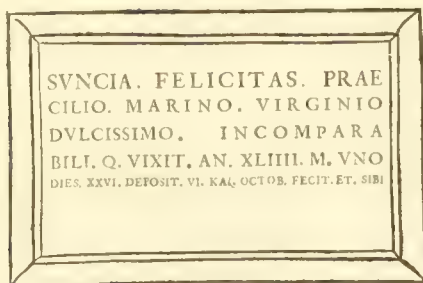 SVNCIA. FELICITAS. PRAE
CILIO. MARINO. VIRGINIO
DVLCISSIMO. INCOMPARA
BILI. Q. VIXIT. AN. XLIIII. M. VNO
DIES. XXVI. DEPOSIT. VI. KAL. OCTOB. FECIT. ET. SIBI